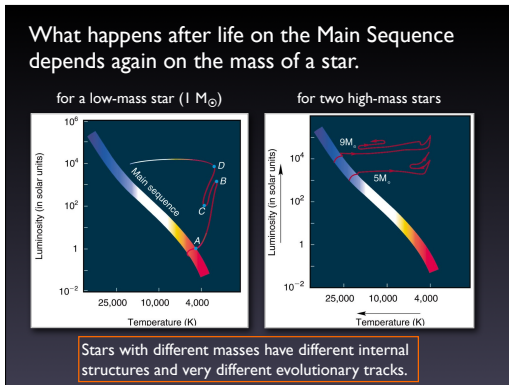 What happens after life on the Main Sequence
depends again on the mass of a star.
for a low-mass star (1 M☉)
for two high-mass stars
10⁶
10⁴
10²
1
10⁻²
Luminosity (in solar units)
Main sequence
A
B
C
D
25,000 10,000 4,000
Temperature (K)
10⁴
10²
1
10⁻²
Luminosity (in solar units)
9M☉
5M☉
25,000 10,000 4,000
Temperature (K)
Stars with different masses have different internal
structures and very different evolutionary tracks.